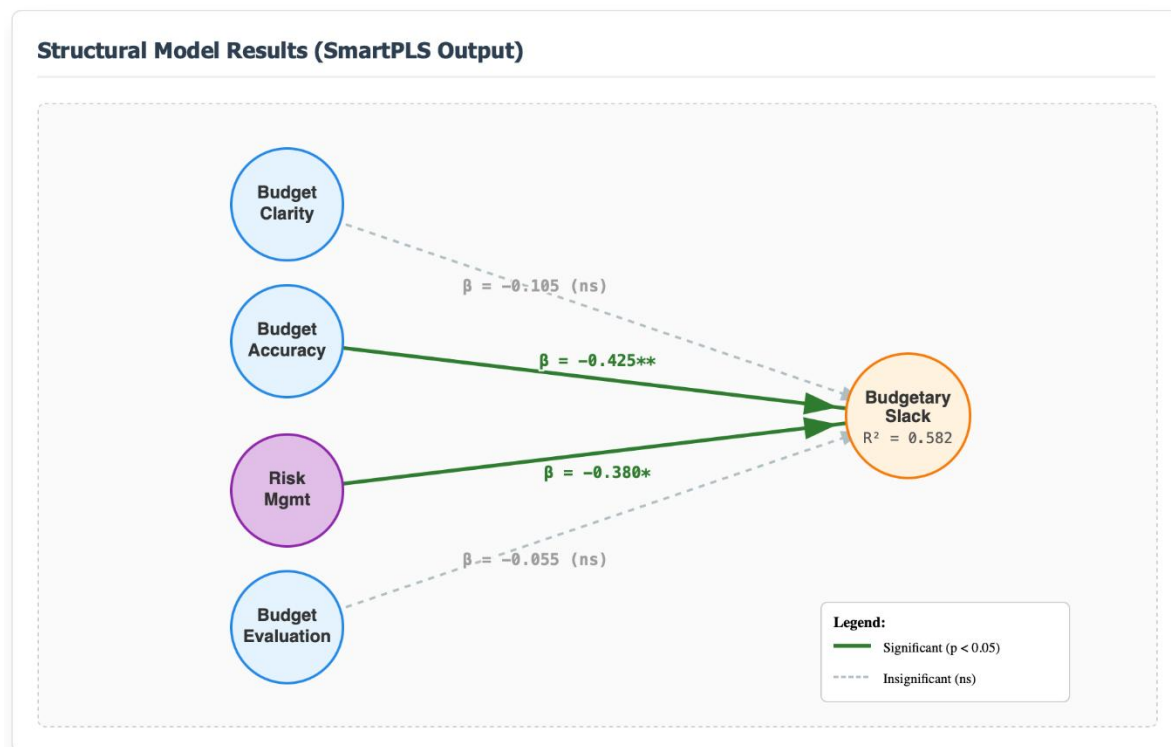 Structural Model Results (SmartPLS Output)
Budget
Clarity
β = −0.105 (ns)
Budget
Accuracy
β = −0.425**
Budgetary
Slack
R² = 0.582
Risk
Mgmt
β = −0.380*
β = −0.055 (ns)
Budget
Evaluation
Legend:
Significant (p < 0.05)
Insignificant (ns)